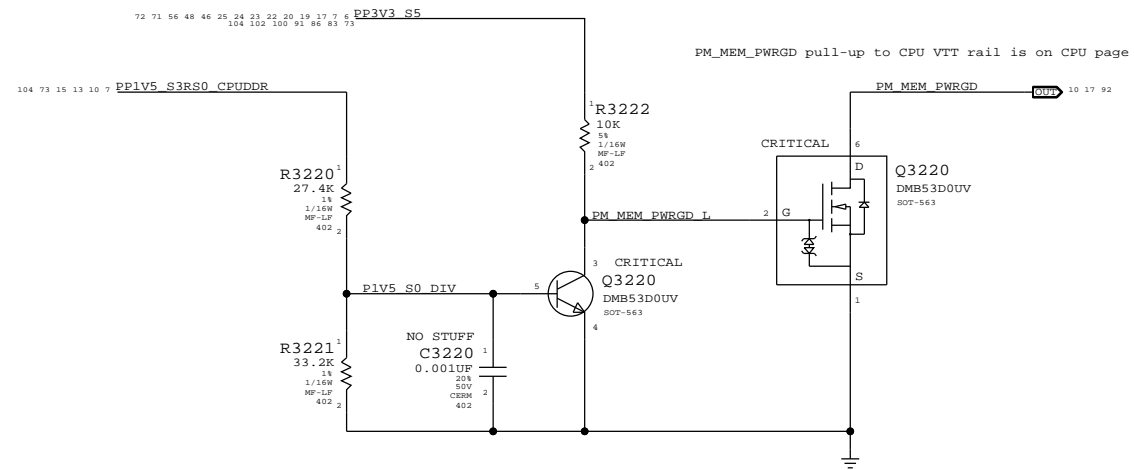 72 71 56 48 46 25 24 23 22 20 19 17 7 6 PP3V3_S5
104 102 100 91 86 83 73
PM_MEM_PWRGD pull-up to CPU VTT rail is on CPU page
104 73 15 13 10 7 PP1V5_S3RS0_CPUDDR
PM_MEM_PWRGD
OUT 10 17 92
1
R3222
10K
5%
1/16W
MF-LF
402
2
CRITICAL
6
D
Q3220
DMB53D0UV
SOT-563
R3220
1
27.4K
1%
1/16W
MF-LF
402
2
PM_MEM_PWRGD_L
2
G
S
1
3
CRITICAL
Q3220
DMB53D0UV
SOT-563
5
4
P1V5_S0_DIV
NO STUFF
C3220
1
0.001UF
20%
50V
CERM
402
2
R3221
1
33.2K
1%
1/16W
MF-LF
402
2